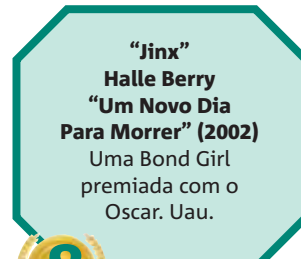 “Jinx”
Halle Berry
“Um Novo Dia
Para Morrer” (2002)
Uma Bond Girl
premiada com o
Oscar. Uau.